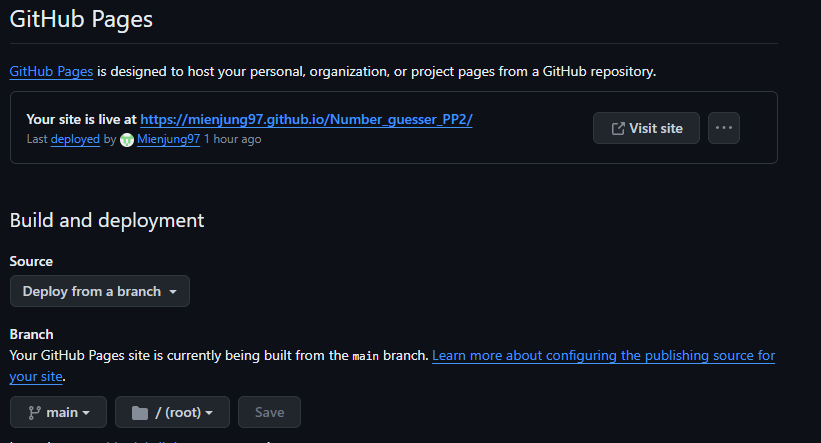 GitHub Pages
GitHub Pages is designed to host your personal, organization, or project pages from a GitHub repository.
Your site is live at https://mienjung97.github.io/Number_guesser_PP2/
Last deployed by Mienjung97 1 hour ago
Visit site
Build and deployment
Source
Deploy from a branch
Branch
Your GitHub Pages site is currently being built from the main branch. Learn more about configuring the publishing source for
your site.
main
/ (root)
Save